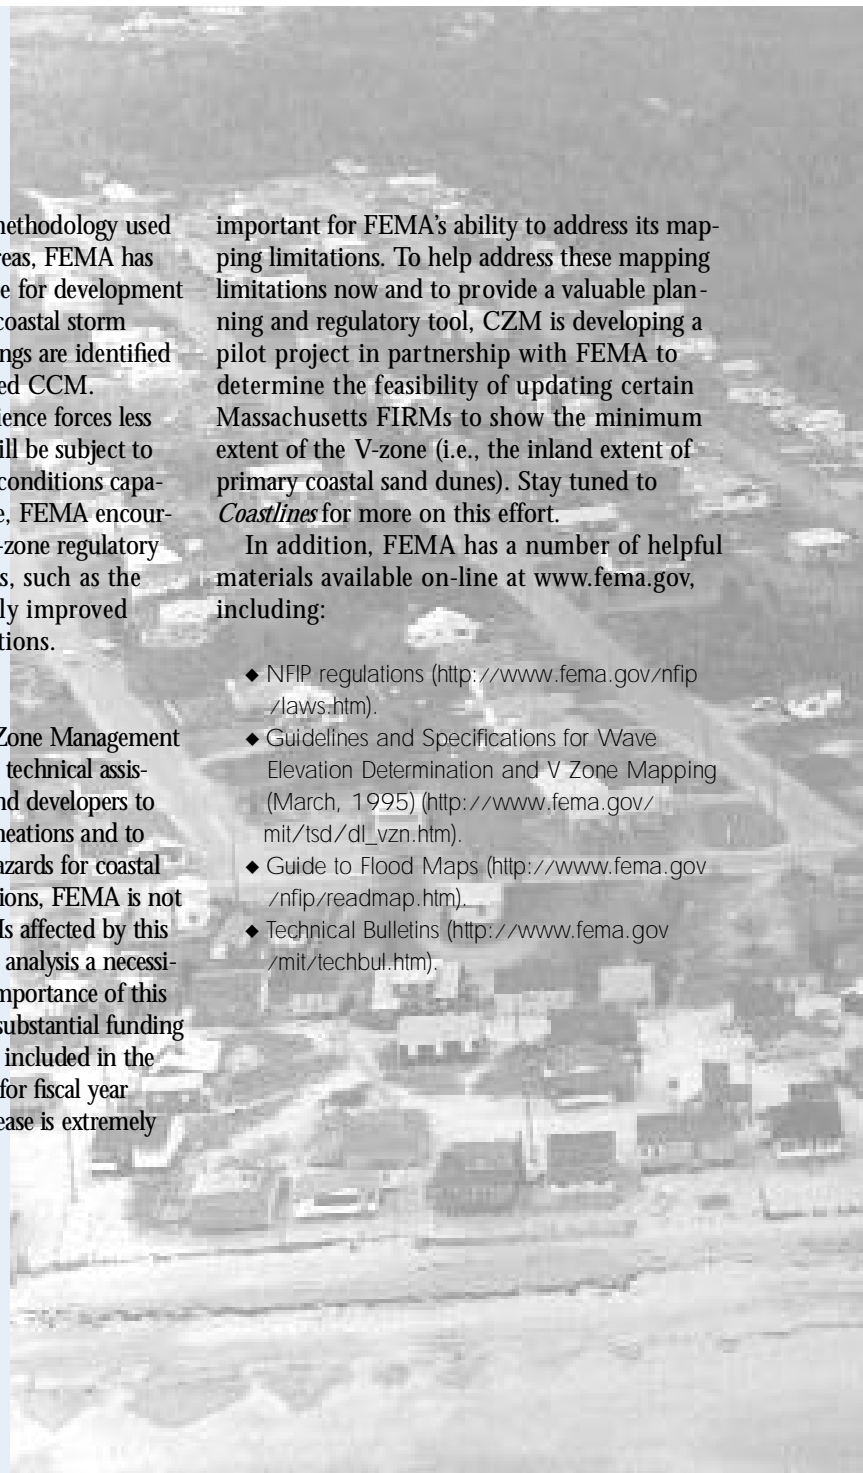 nethodology used
reas, FEMA has
e for development
coastal storm
ngs are identified
ed CCM.
ience forces less
ill be subject to
conditions capa-
e, FEMA encour-
-zone regulatory
s, such as the
ly improved
tions.
Zone Management
technical assis-
nd developers to
neations and to
azards for coastal
ions, FEMA is not
Is affected by this
analysis a necessi-
mportance of this
substantial funding
included in the
for fiscal year
ease is extremely
important for FEMA's ability to address its map-
ping limitations. To help address these mapping
limitations now and to provide a valuable plan-
ning and regulatory tool, CZM is developing a
pilot project in partnership with FEMA to
determine the feasibility of updating certain
Massachusetts FIRMs to show the minimum
extent of the V-zone (i.e., the inland extent of
primary coastal sand dunes). Stay tuned to
Coastlines for more on this effort.
In addition, FEMA has a number of helpful
materials available on-line at www.fema.gov,
including:
◆ NFIP regulations (http://www.fema.gov/nfip
/laws.htm).
◆ Guidelines and Specifications for Wave
Elevation Determination and V Zone Mapping
(March, 1995) (http://www.fema.gov/
mit/tsd/dl_vzn.htm).
◆ Guide to Flood Maps (http://www.fema.gov
/nfip/readmap.htm).
◆ Technical Bulletins (http://www.fema.gov
/mit/techbul.htm).